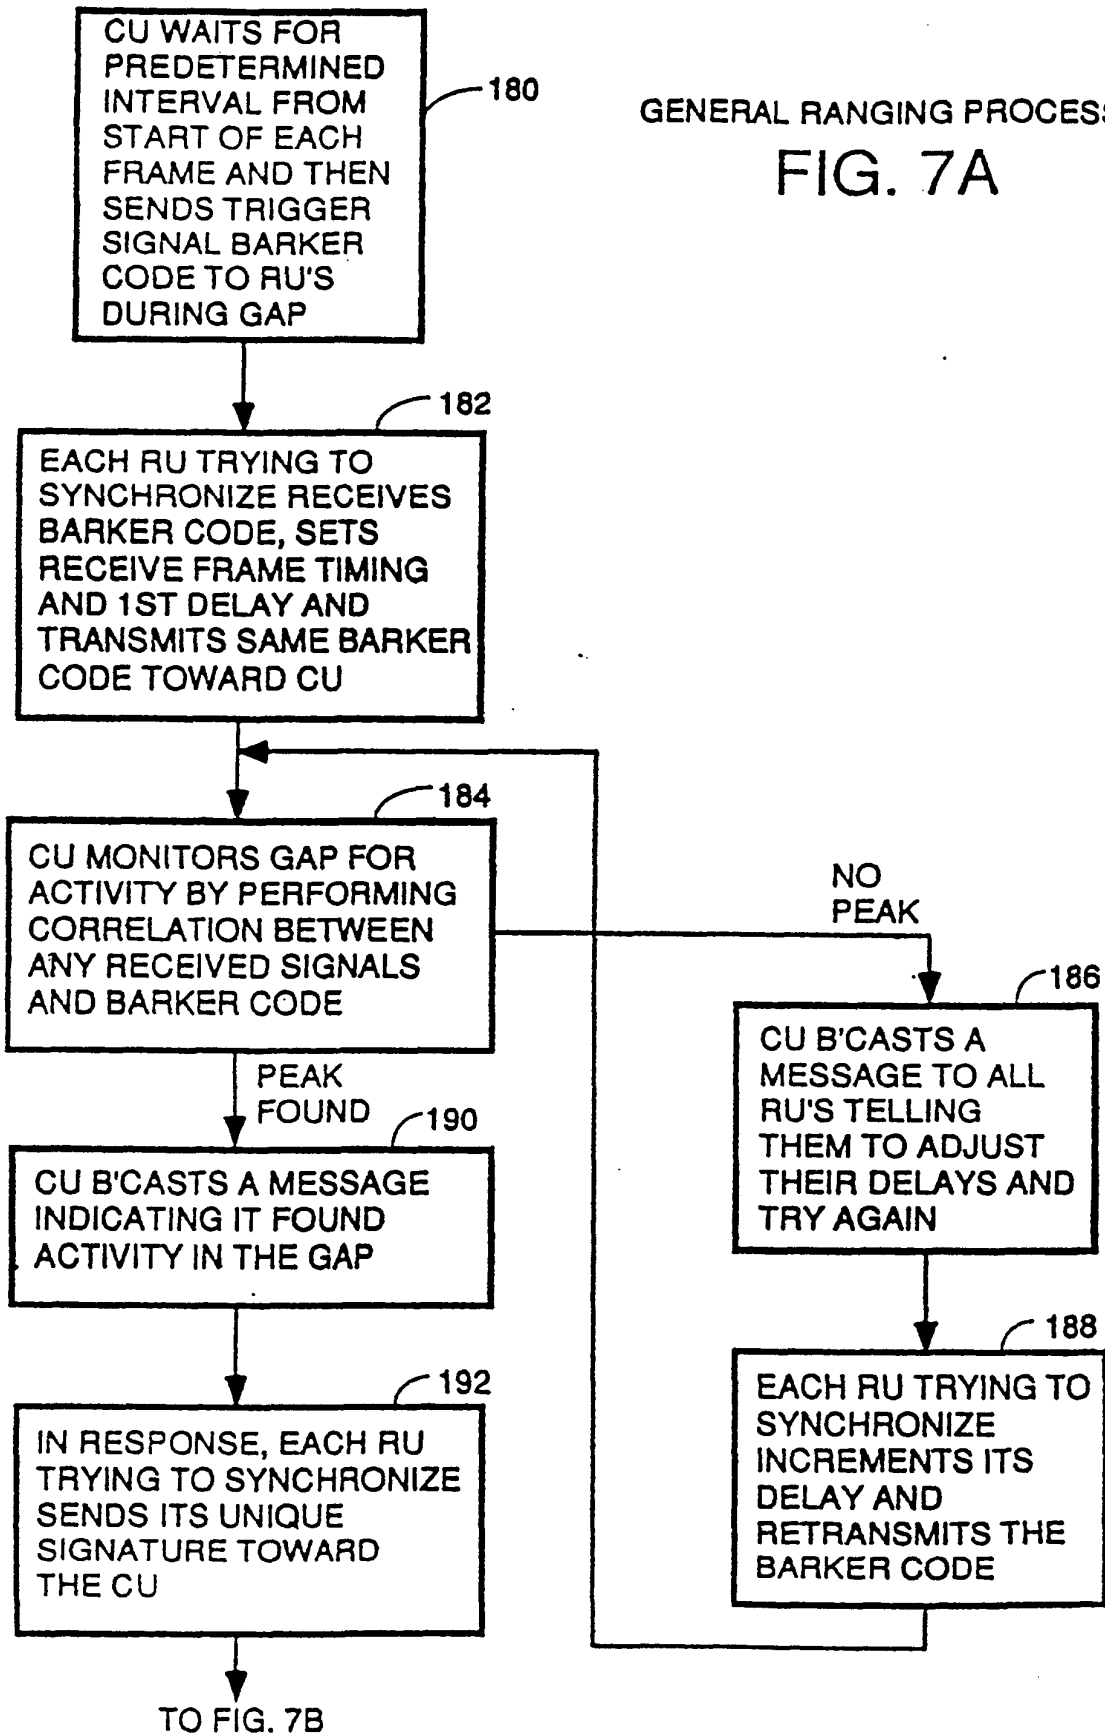 CU WAITS FOR
PREDETERMINED
INTERVAL FROM
START OF EACH
FRAME AND THEN
SENDS TRIGGER
SIGNAL BARKER
CODE TO RU'S
DURING GAP
180
GENERAL RANGING PROCESS
FIG. 7A
182
EACH RU TRYING TO
SYNCHRONIZE RECEIVES
BARKER CODE, SETS
RECEIVE FRAME TIMING
AND 1ST DELAY AND
TRANSMITS SAME BARKER
CODE TOWARD CU
184
CU MONITORS GAP FOR
ACTIVITY BY PERFORMING
CORRELATION BETWEEN
ANY RECEIVED SIGNALS
AND BARKER CODE
NO
PEAK
186
CU B'CASTS A
MESSAGE TO ALL
RU'S TELLING
THEM TO ADJUST
THEIR DELAYS AND
TRY AGAIN
188
EACH RU TRYING TO
SYNCHRONIZE
INCREMENTS ITS
DELAY AND
RETRANSMITS THE
BARKER CODE
PEAK
FOUND
190
CU B'CASTS A MESSAGE
INDICATING IT FOUND
ACTIVITY IN THE GAP
192
IN RESPONSE, EACH RU
TRYING TO SYNCHRONIZE
SENDS ITS UNIQUE
SIGNATURE TOWARD
THE CU
TO FIG. 7B